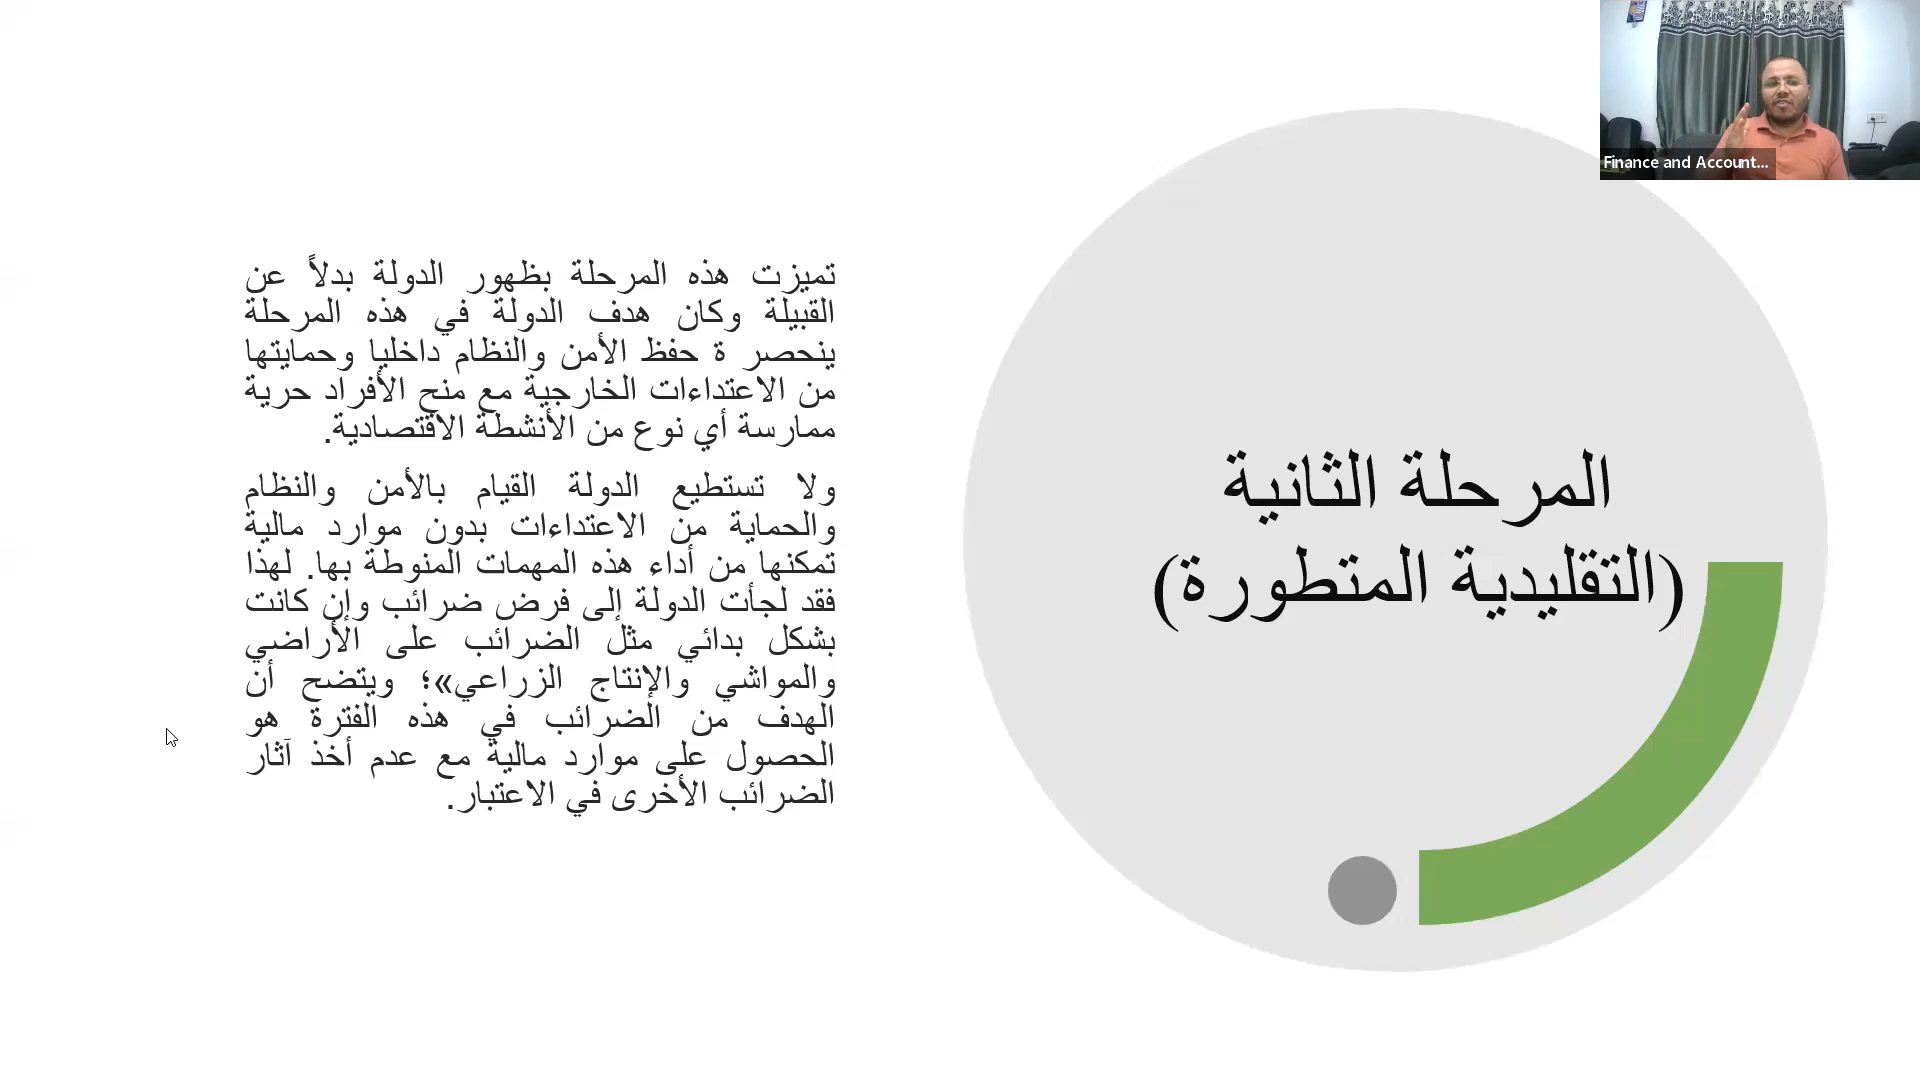 المرحلة الثانية
(التقليدية المتطورة)
تميزت هذه المرحلة بظهور الدولة بدلاً عن
القبيلة وكان هدف الدولة في هذه المرحلة
ينحصر ة حفظ الأمن والنظام داخليا وحمايتها
من الاعتداءات الخارجية مع منح الأفراد حرية
ممارسة أي نوع من الأنشطة الاقتصادية.
ولا تستطيع الدولة القيام بالأمن والنظام
والحماية من الاعتداءات بدون موارد مالية
تمكنها من أداء هذه المهمات المنوطة بها. لهذا
فقد لجأت الدولة إلى فرض ضرائب وإن كانت
بشكل بدائي مثل الضرائب على الأراضي
والمواشي والإنتاج الزراعي»؛ ويتضح أن
الهدف من الضرائب في هذه الفترة هو
الحصول على موارد مالية مع عدم أخذ آثار
الضرائب الأخرى في الاعتبار.
Finance and Account...